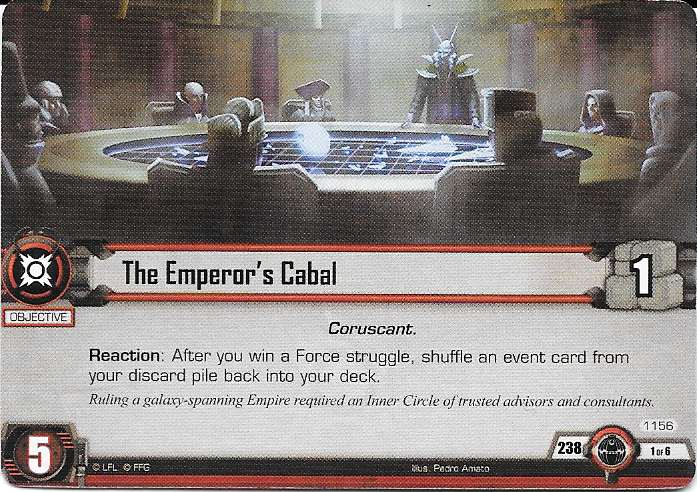 The Emperor's Cabal
1
OBJECTIVE
Coruscant.
Reaction: After you win a Force struggle, shuffle an event card from
your discard pile back into your deck.
Ruling a galaxy-spanning Empire required an Inner Circle of trusted advisors and consultants.
1156
5
238
1 OF 6
© LFL © FFG
Illus. Pedro Amato